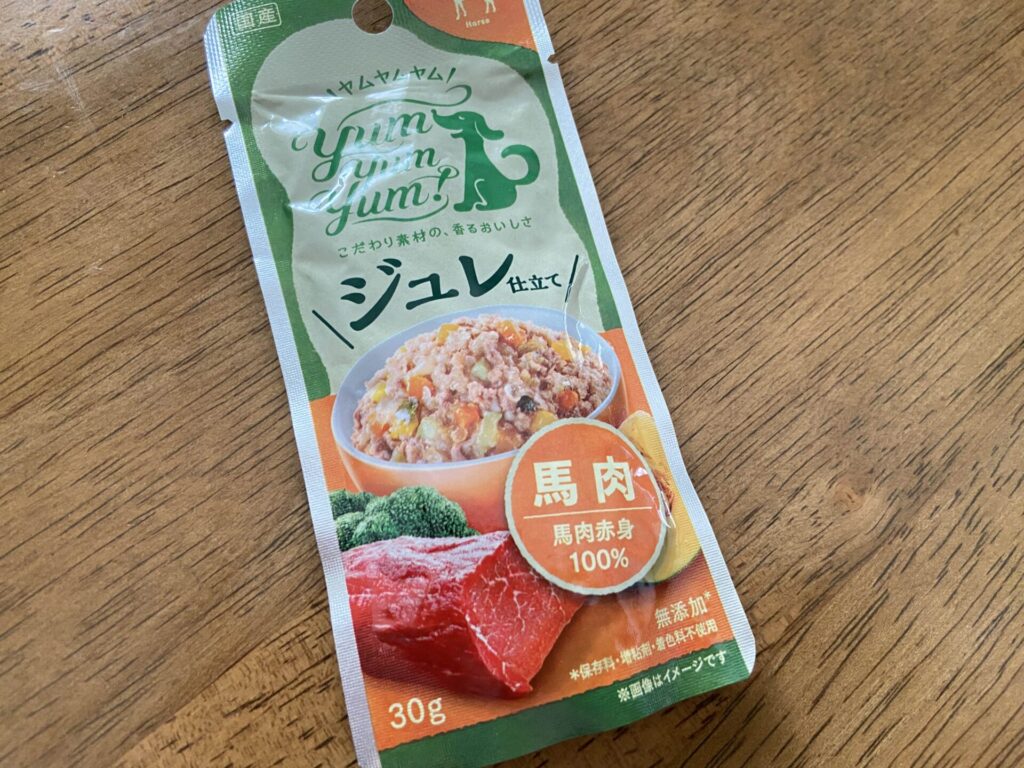 国産
Horse
ヤムヤムヤム!
yum
yum
yum!
こだわり素材の、香るおいしさ
ジュレ仕立て
馬肉
馬肉赤身
100%
無添加*
*保存料・増粘剤・着色料不使用
※画像はイメージです
30g